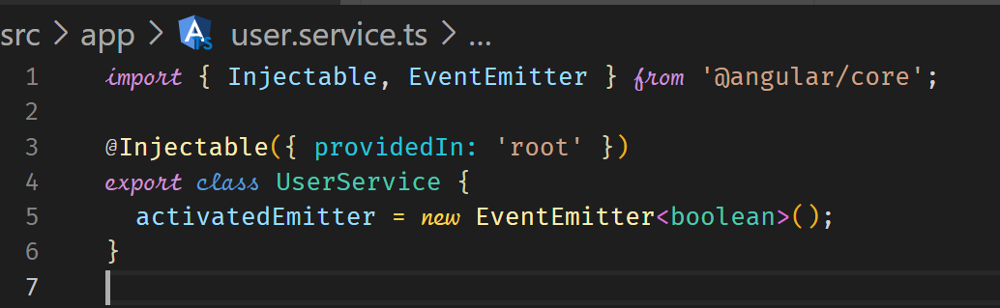 src > app > user.service.ts > ...
1 import { Injectable, EventEmitter } from '@angular/core';
2
3 @Injectable({ providedIn: 'root' })
4 export class UserService {
5   activatedEmitter = new EventEmitter<boolean>();
6 }
7